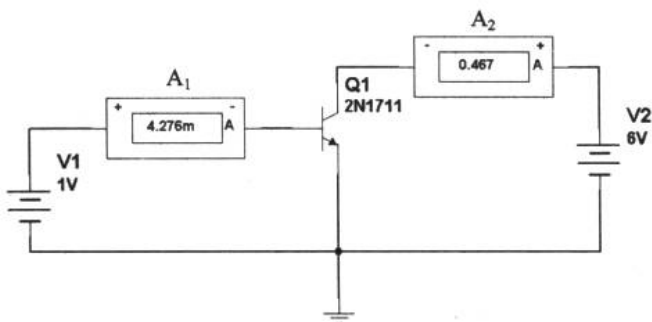 A2
A1
- +
0.467 A
Q1
2N1711
+ -
4.276m A
V2
6V
V1
1V